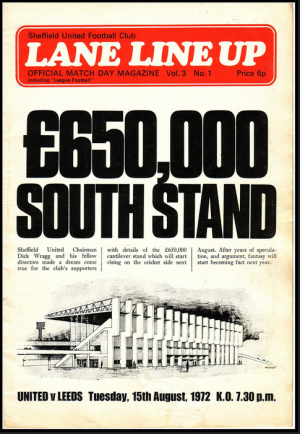 Sheffield United Football Club
LANE LINE UP
OFFICIAL MATCH DAY MAGAZINE Vol. 3 No. 1 Price 6p
including "League Football"
£650,000
SOUTH STAND
Sheffield United Chairman
Dick Wragg and his fellow
directors made a dream come
true for the club's supporters
with details of the £650,000
cantilever stand which will start
rising on the cricket side next
August. After years of specula-
tion, and argument, fantasy will
start becoming fact next year.
UNITED v LEEDS Tuesday, 15th August, 1972 K.O. 7.30 p.m.